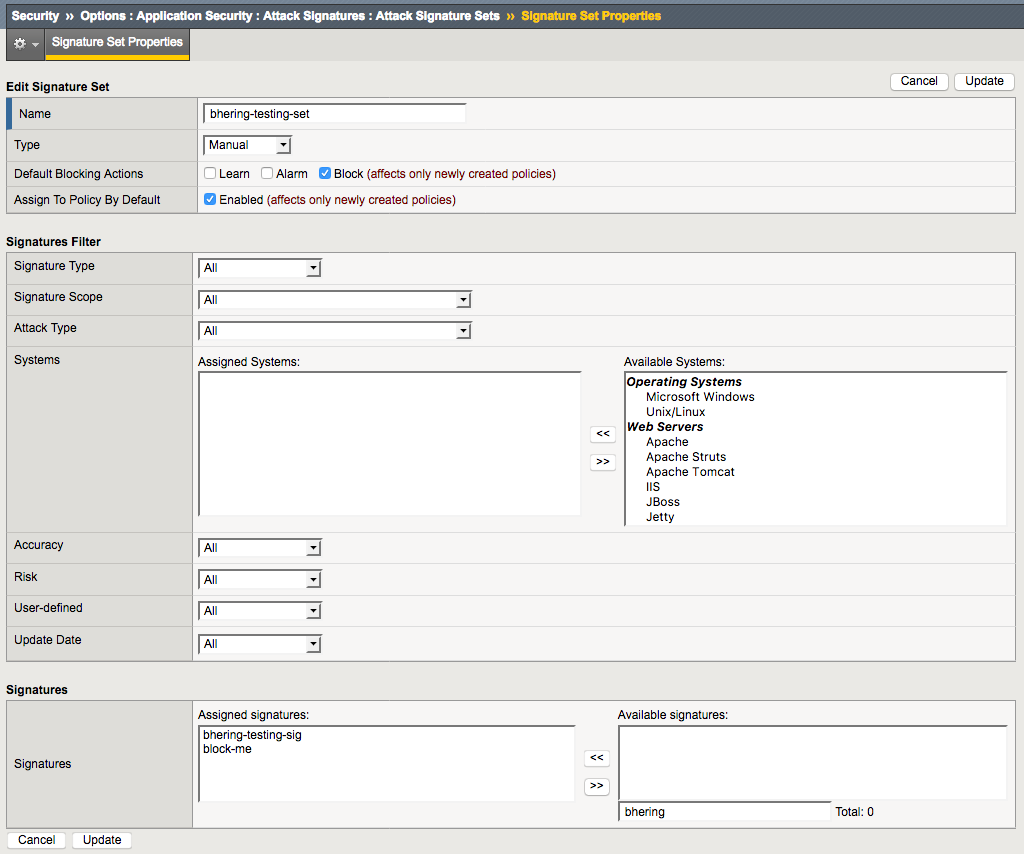 Security » Options : Application Security : Attack Signatures : Attack Signature Sets » Signature Set Properties
Signature Set Properties
Edit Signature Set
Cancel Update
Name bhering-testing-set
Type Manual
Default Blocking Actions Learn Alarm Block (affects only newly created policies)
Assign To Policy By Default Enabled (affects only newly created policies)
Signatures Filter
Signature Type All
Signature Scope All
Attack Type All
Systems Assigned Systems: Available Systems:
Operating Systems
Microsoft Windows
Unix/Linux
Web Servers
<< Apache
Apache Struts
>> Apache Tomcat
IIS
JBoss
Jetty
Accuracy All
Risk All
User-defined All
Update Date All
Signatures
Assigned signatures: Available signatures:
bhering-testing-sig
block-me
<<
Signatures
>>
bhering Total: 0
Cancel Update